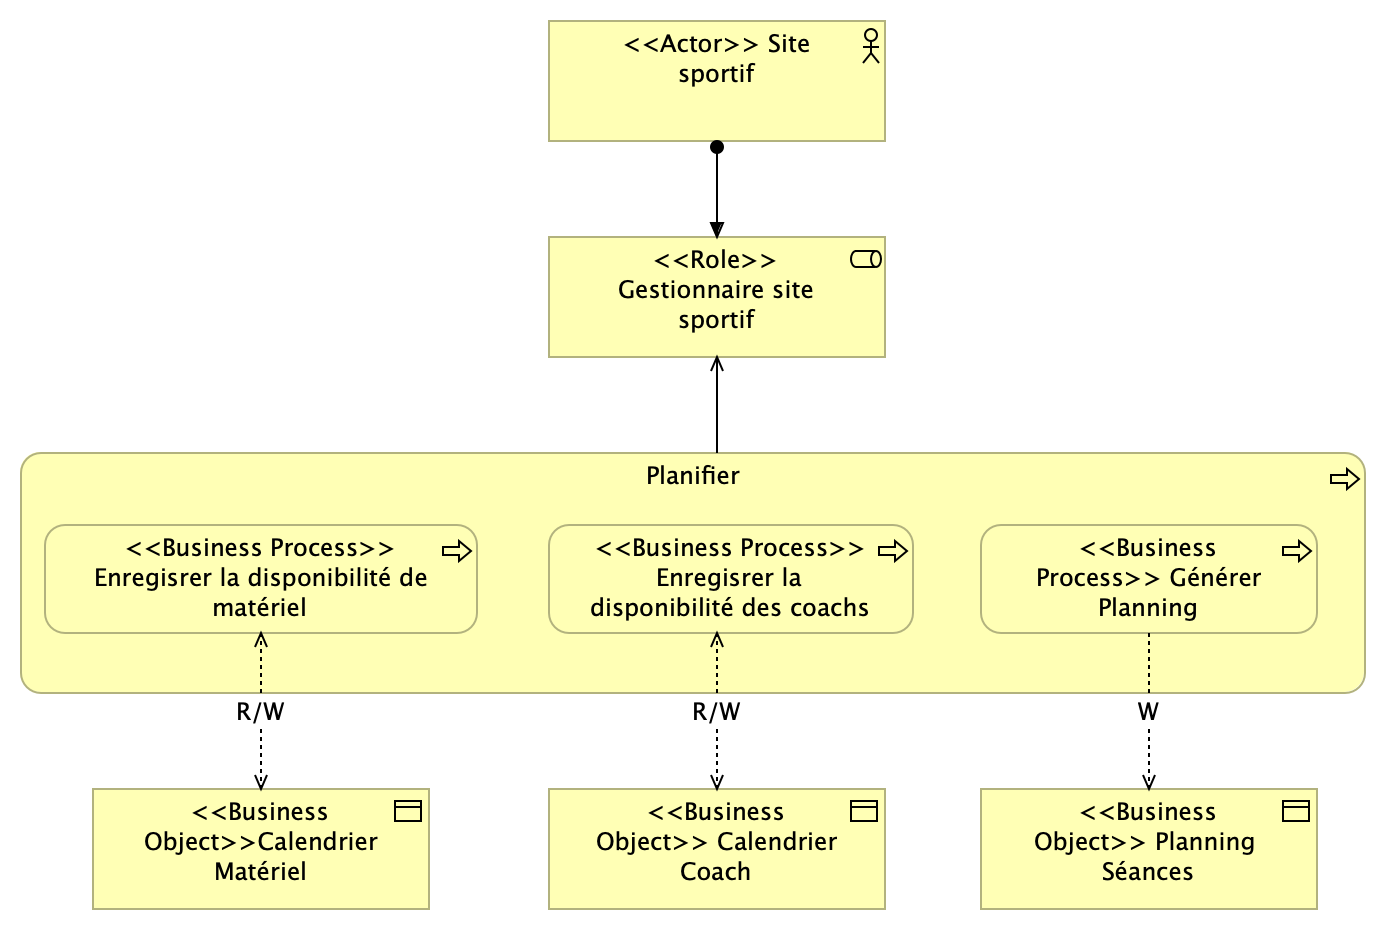 <<Actor>> Site
sportif
<<Role>>
Gestionnaire site
sportif
Planifier
<<Business Process>>
Enregisrer la disponibilité de
matériel
<<Business Process>>
Enregisrer la
disponibilité des coachs
<<Business
Process>> Générer
Planning
R/W
R/W
W
<<Business
Object>>Calendrier
Matériel
<<Business
Object>> Calendrier
Coach
<<Business
Object>> Planning
Séances